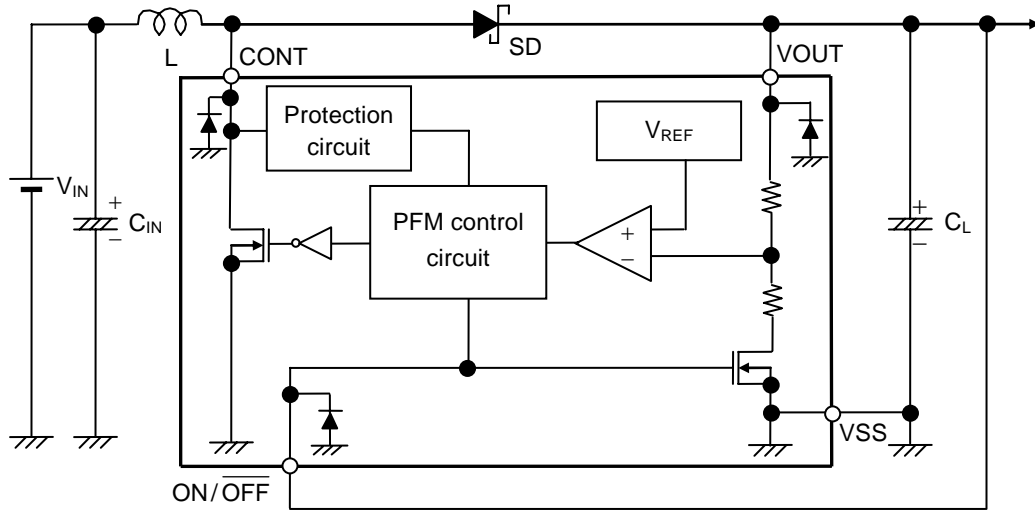 L
SD
CONT
VOUT
Protection
circuit
VREF
VIN
+
CIN
−
PFM control
circuit
+
−
+
CL
−
VSS
ON/OFF